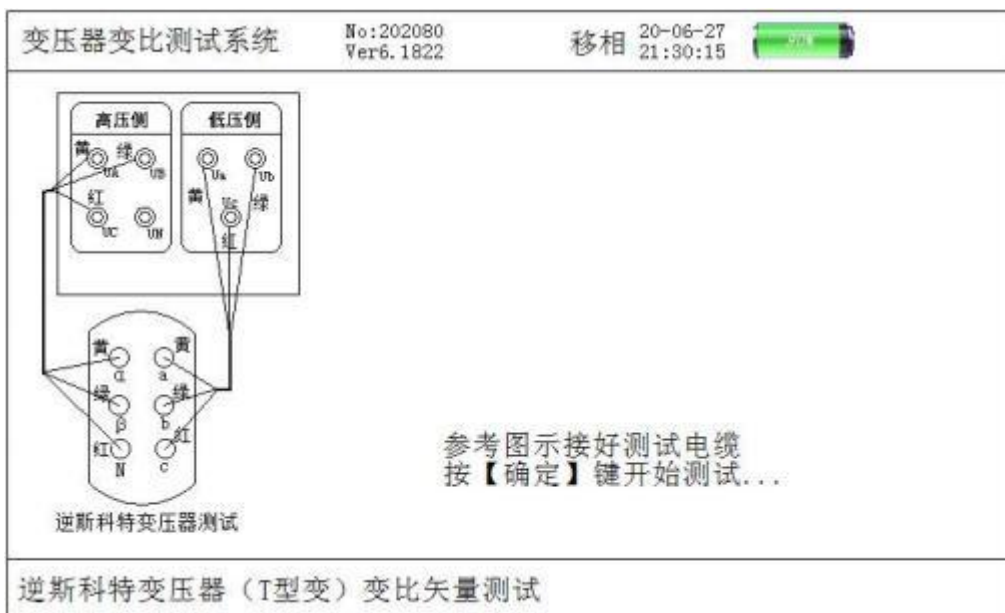 变压器变比测试系统
No:202080
Ver6.1822
移相
20-06-27
21:30:15
高压侧
低压侧
黄
绿
UA
UB
红
UC
UN
Ua
Ub
黄
Uc
绿
红
黄
α
黄
a
绿
β
绿
b
红
N
红
c
逆斯科特变压器测试
参考图示接好测试电缆
按【确定】键开始测试...
逆斯科特变压器（T型变）变比矢量测试